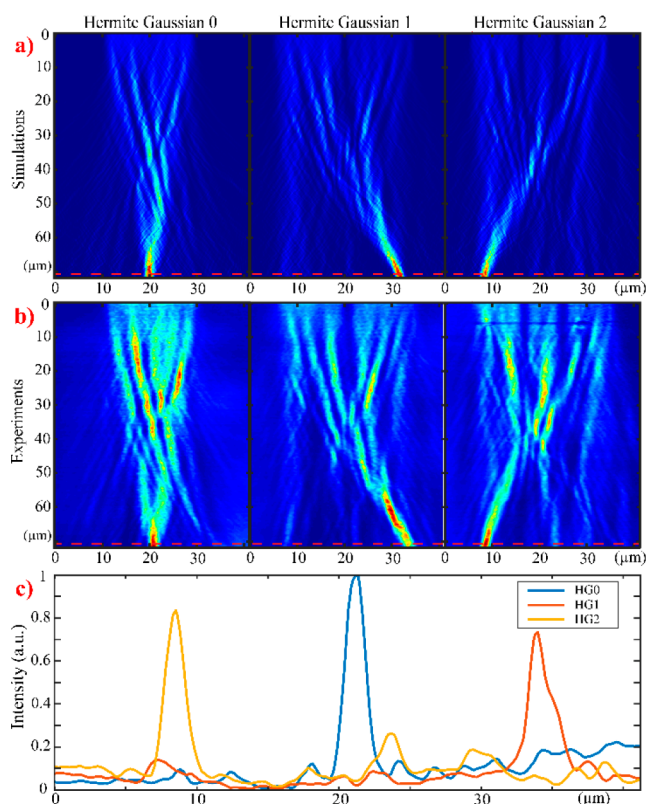 Hermite Gaussian 0 Hermite Gaussian 1 Hermite Gaussian 2
a)
0
10
20
30
40
50
60
(μm)
Simulations
0 10 20 30 0 10 20 30 0 10 20 30 (μm)
b)
0
10
20
30
40
50
60
(μm)
Experiments
0 10 20 30 0 10 20 30 0 10 20 30 (μm)
c)
1
0.8
0.6
0.4
0.2
0
Intensity (a.u.)
HG0
HG1
HG2
0 10 20 30 (μm)